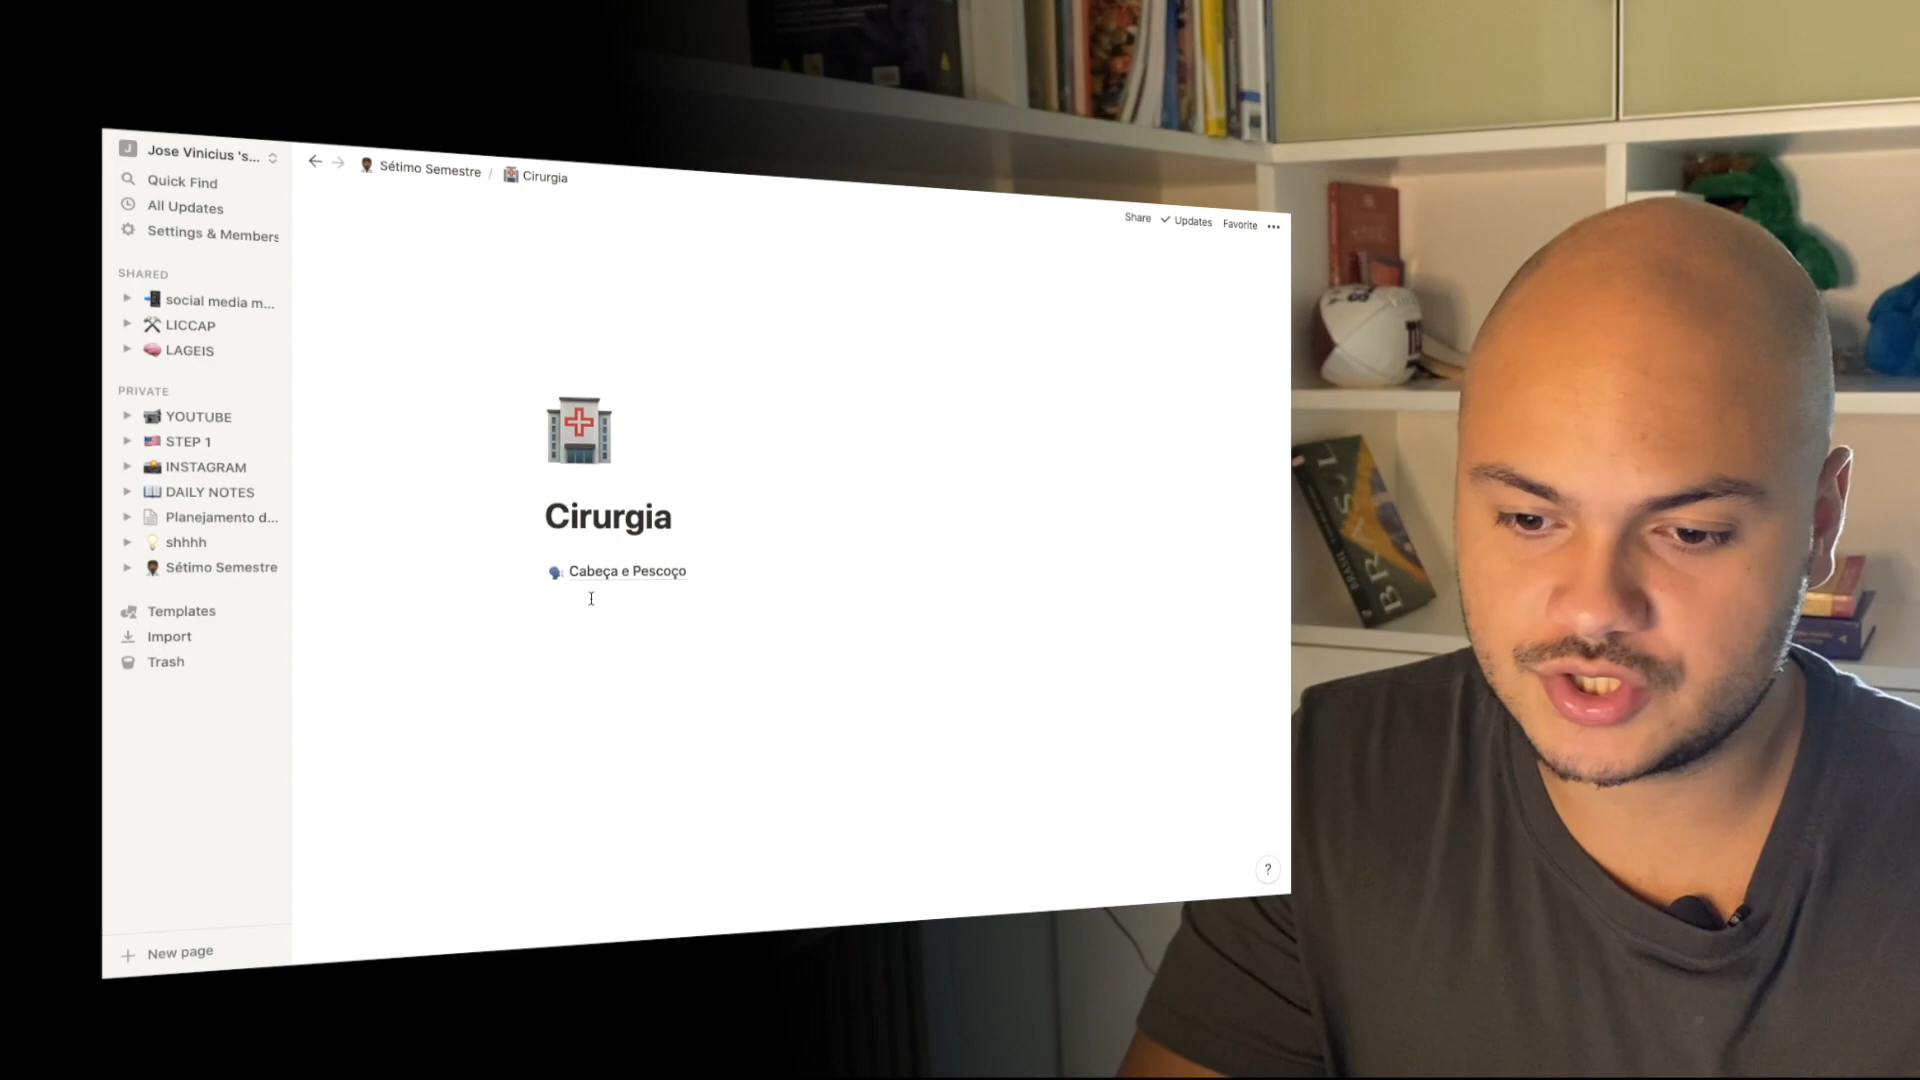 J Jose Vinicius 's...
Quick Find
All Updates
Settings & Members
SHARED
social media m...
LICCAP
LAGEIS
PRIVATE
YOUTUBE
STEP 1
INSTAGRAM
DAILY NOTES
Planejamento d...
shhhh
Sétimo Semestre
Templates
Import
Trash
New page
Sétimo Semestre / Cirurgia
Share Updates Favorite
Cirurgia
Cabeça e Pescoço
?
BRASIL
BRASIL